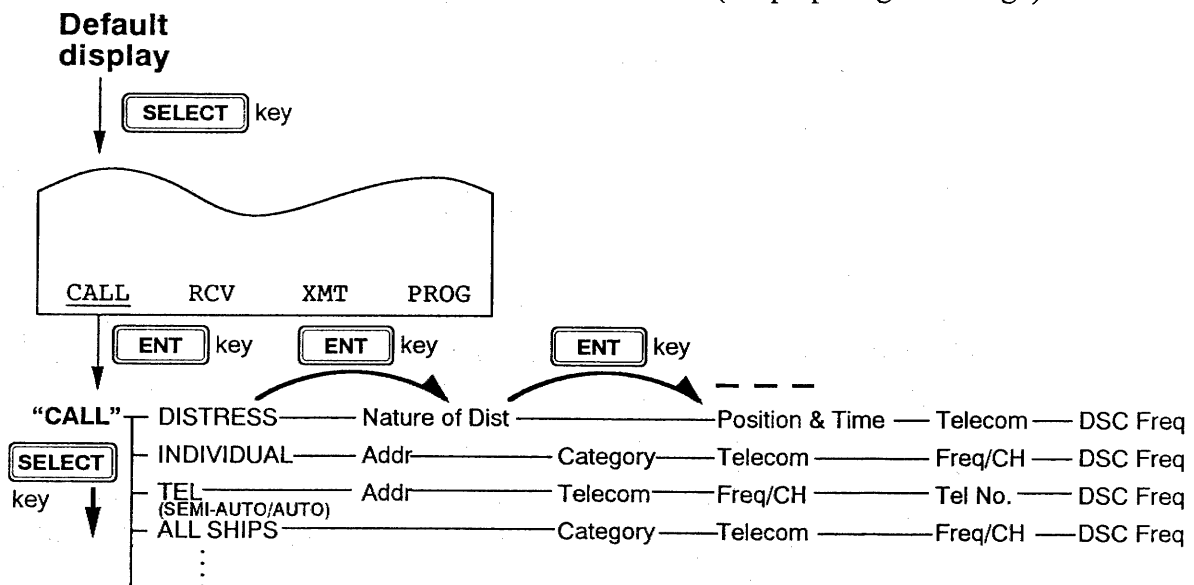 Default
display
SELECT key
CALL RCV XMT PROG
ENT key ENT key ENT key
"CALL" DISTRESS Nature of Dist Position & Time Telecom DSC Freq
SELECT
key
INDIVIDUAL Addr Category Telecom Freq/CH DSC Freq
TEL Addr Telecom Freq/CH Tel No. DSC Freq
(SEMI-AUTO/AUTO)
ALL SHIPS Category Telecom Freq/CH DSC Freq